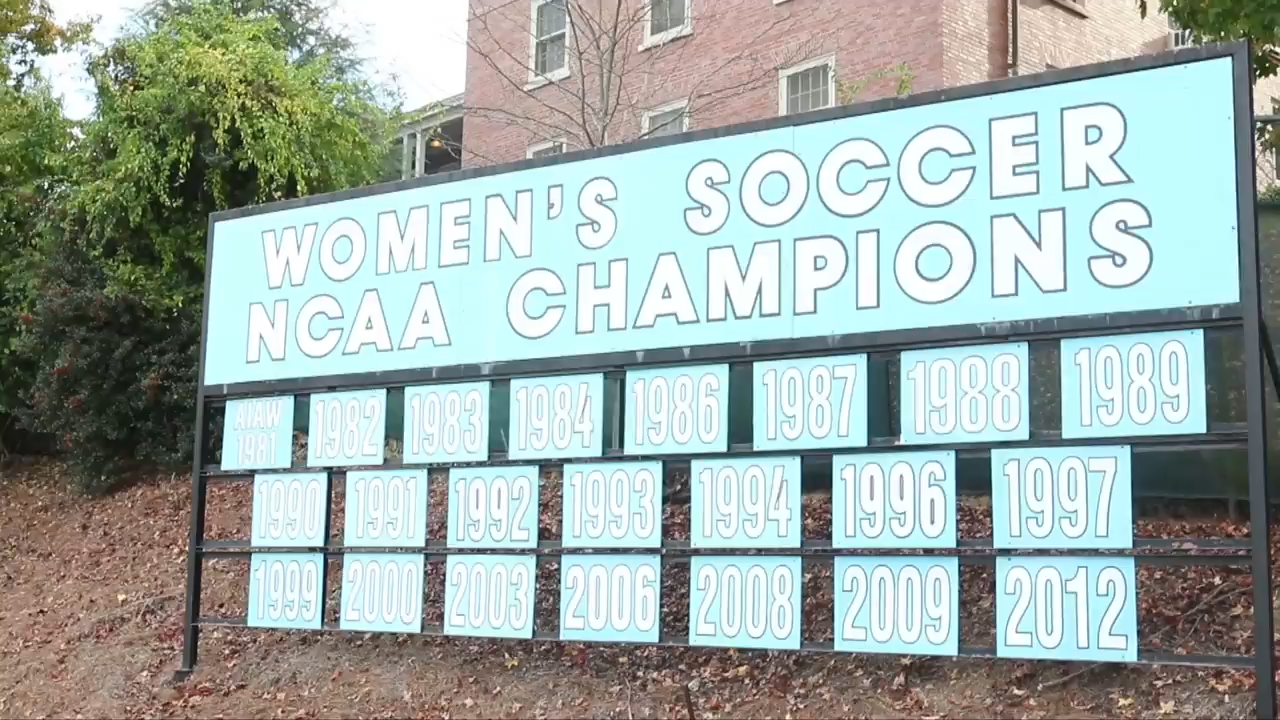 WOMEN'S SOCCER
NCAA CHAMPIONS
AIAW
1981
1982 1983 1984 1986 1987 1988 1989
1990 1991 1992 1993 1994 1996 1997
1999 2000 2003 2006 2008 2009 2012